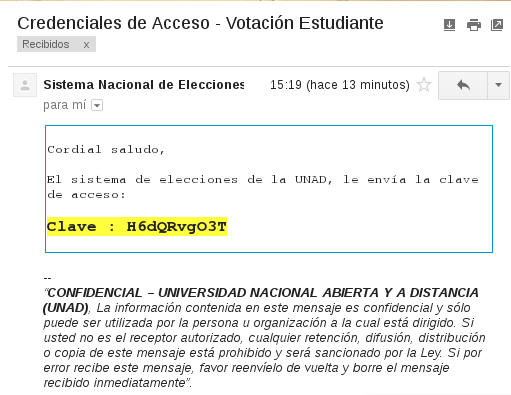 Credenciales de Acceso - Votación Estudiante
Recibidos x
Sistema Nacional de Elecciones 15:19 (hace 13 minutos)
para mí
Cordial saludo,
El sistema de elecciones de la UNAD, le envía la clave
de acceso:
Clave : H6dQRvgO3T
--
"CONFIDENCIAL – UNIVERSIDAD NACIONAL ABIERTA Y A DISTANCIA
(UNAD), La información contenida en este mensaje es confidencial y sólo
puede ser utilizada por la persona u organización a la cual está dirigido. Si
usted no es el receptor autorizado, cualquier retención, difusión, distribución
o copia de este mensaje está prohibido y será sancionado por la Ley. Si por
error recibe este mensaje, favor reenvíelo de vuelta y borre el mensaje
recibido inmediatamente".